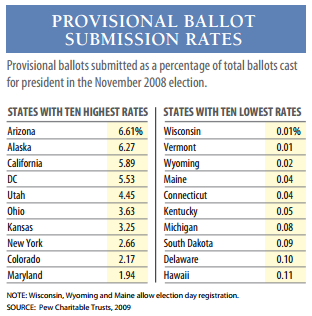 PROVISIONAL BALLOT
SUBMISSION RATES
Provisional ballots submitted as a percentage of total ballots cast
for president in the November 2008 election.
STATES WITH TEN HIGHEST RATES
Arizona 6.61%
Alaska 6.27
California 5.89
DC 5.53
Utah 4.45
Ohio 3.63
Kansas 3.25
New York 2.66
Colorado 2.17
Maryland 1.94
STATES WITH TEN LOWEST RATES
Wisconsin 0.01%
Vermont 0.01
Wyoming 0.02
Maine 0.04
Connecticut 0.04
Kentucky 0.05
Michigan 0.08
South Dakota 0.09
Delaware 0.10
Hawaii 0.11
NOTE: Wisconsin, Wyoming and Maine allow election day registration.
SOURCE: Pew Charitable Trusts, 2009